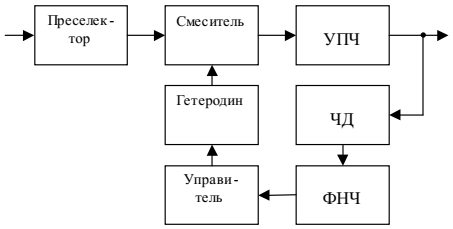 Преселек-
тор
Смеситель
УПЧ
Гетеродин
ЧД
Управи-
тель
ФНЧ